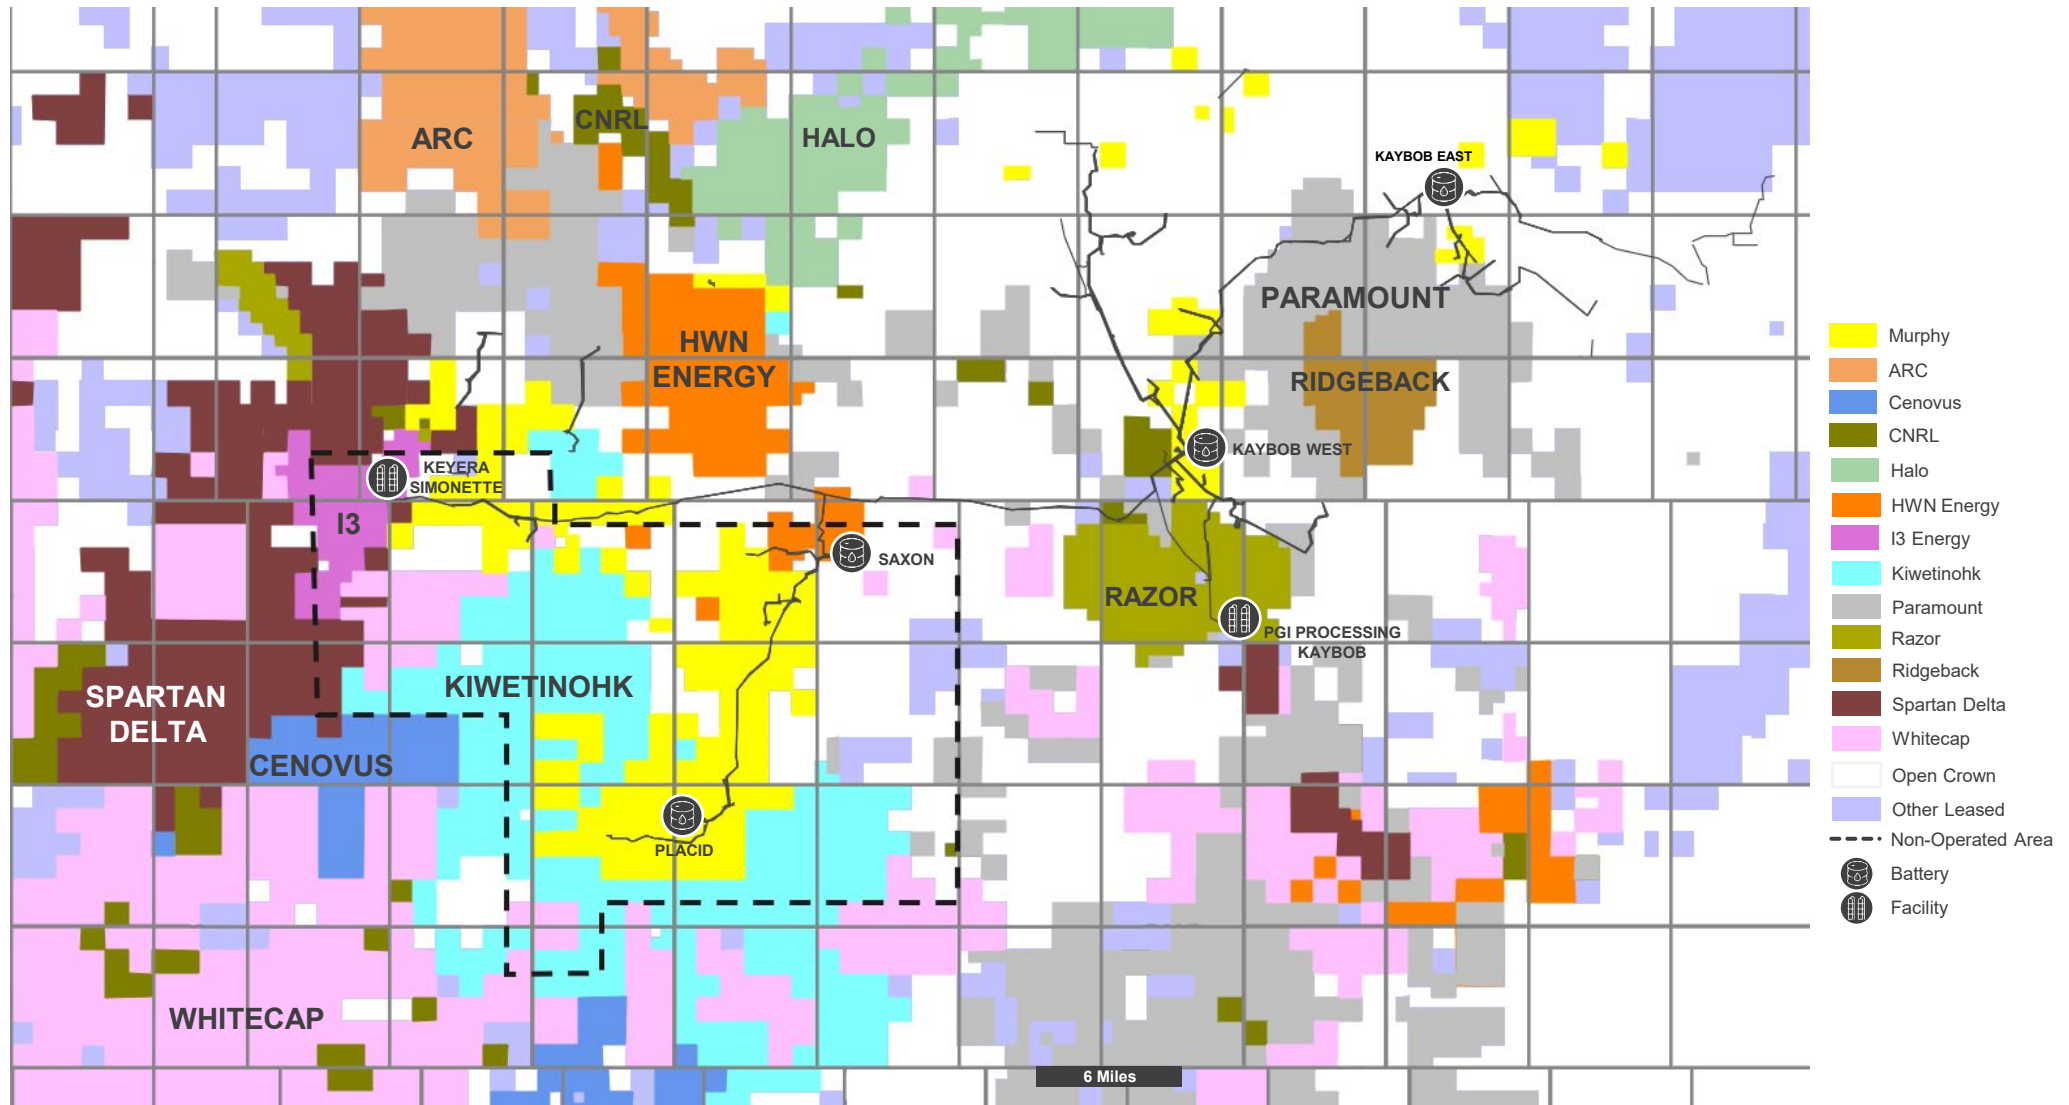 CNRL
ARC
HALO
KAYBOB EAST
PARAMOUNT
HWN
ENERGY
RIDGEBACK
KAYBOB WEST
KEYERA
SIMONETTE
I3
SAXON
RAZOR
PGI PROCESSING
KAYBOB
SPARTAN
DELTA
KIWETINOHK
CENOVUS
PLACID
WHITECAP
6 Miles
Murphy
ARC
Cenovus
CNRL
Halo
HWN Energy
I3 Energy
Kiwetinohk
Paramount
Razor
Ridgeback
Spartan Delta
Whitecap
Open Crown
Other Leased
Non-Operated Area
Battery
Facility